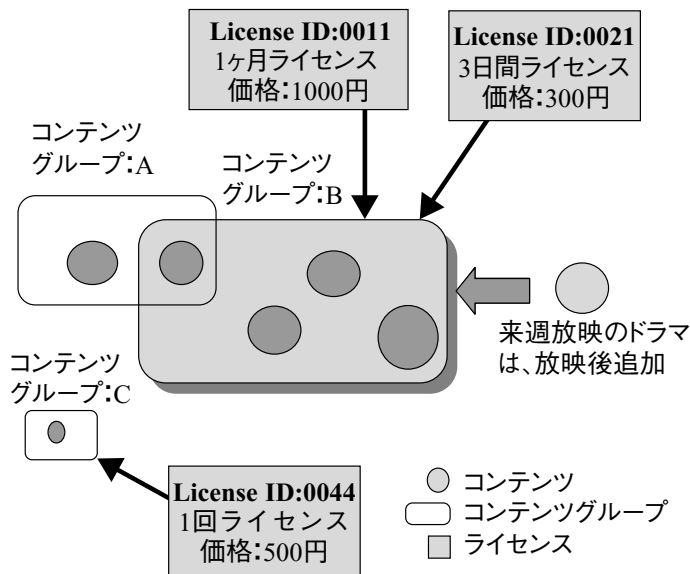 License ID:0011
1ヶ月ライセンス
価格:1000円
License ID:0021
3日間ライセンス
価格:300円
コンテンツ
グループ:A
コンテンツ
グループ:B
来週放映のドラマ
は、放映後追加
コンテンツ
グループ:C
License ID:0044
1回ライセンス
価格:500円
コンテンツ
コンテンツグループ
ライセンス